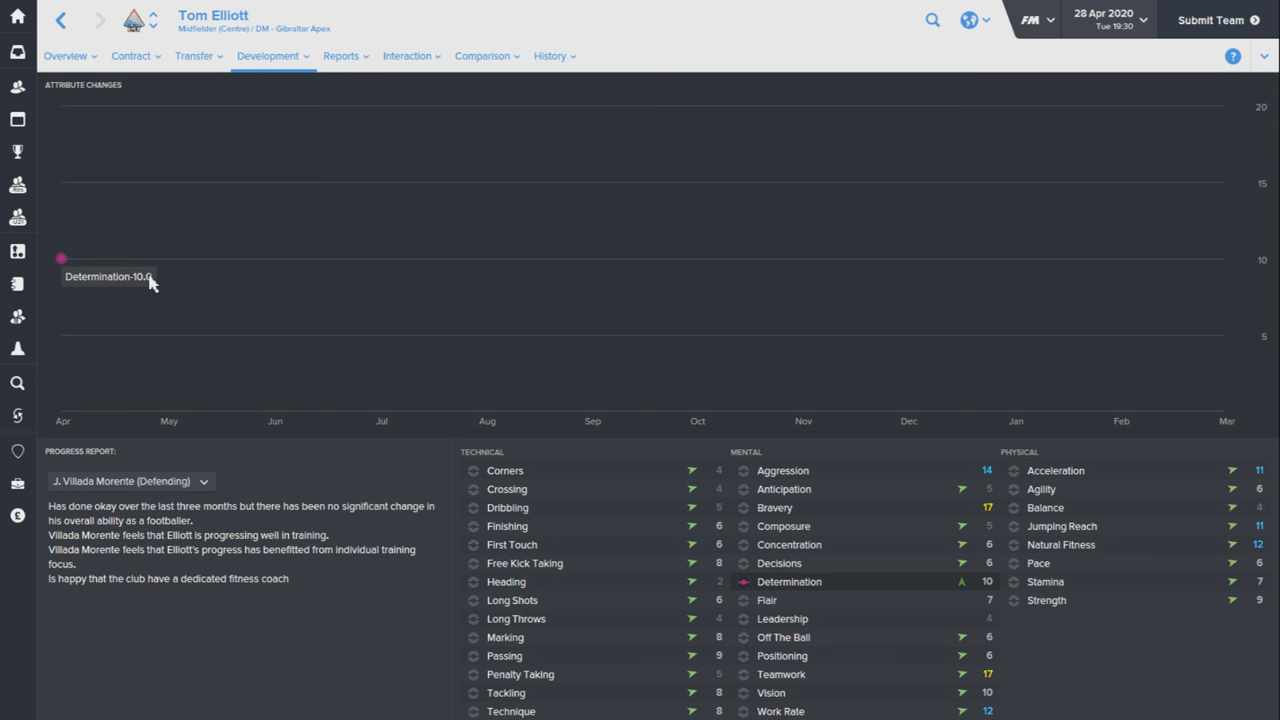 Tom Elliott
Midfielder (Centre) / DM - Gibraltar Apex
FM
28 Apr 2020
Tue 19:30
Submit Team
Overview
Contract
Transfer
Development
Reports
Interaction
Comparison
History
?
ATTRIBUTE CHANGES
20
15
10
5
Determination-10.0
Apr May Jun Jul Aug Sep Oct Nov Dec Jan Feb Mar
PROGRESS REPORT:
J. Villada Morente (Defending)
Has done okay over the last three months but there has been no significant change in
his overall ability as a footballer.
Villada Morente feels that Elliott is progressing well in training.
Villada Morente feels that Elliott's progress has benefitted from individual training
focus.
Is happy that the club have a dedicated fitness coach
TECHNICAL
Corners 4
Crossing 4
Dribbling 5
Finishing 6
First Touch 6
Free Kick Taking 8
Heading 2
Long Shots 6
Long Throws 4
Marking 8
Passing 9
Penalty Taking 5
Tackling 8
Technique 8
MENTAL
Aggression 14
Anticipation 5
Bravery 17
Composure 5
Concentration 6
Decisions 6
Determination 10
Flair 7
Leadership 4
Off The Ball 6
Positioning 6
Teamwork 17
Vision 10
Work Rate 12
PHYSICAL
Acceleration 11
Agility 6
Balance 4
Jumping Reach 11
Natural Fitness 12
Pace 6
Stamina 7
Strength 9